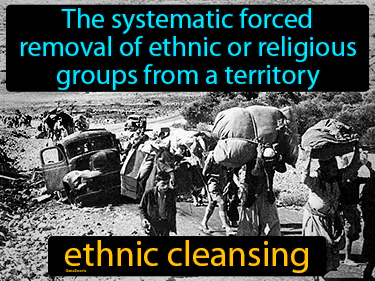 The systematic forced
removal of ethnic or religious
groups from a territory
ethnic cleansing